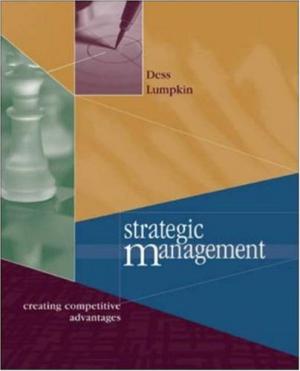 Dess
Lumpkin
strategic
management
creating competitive
advantages